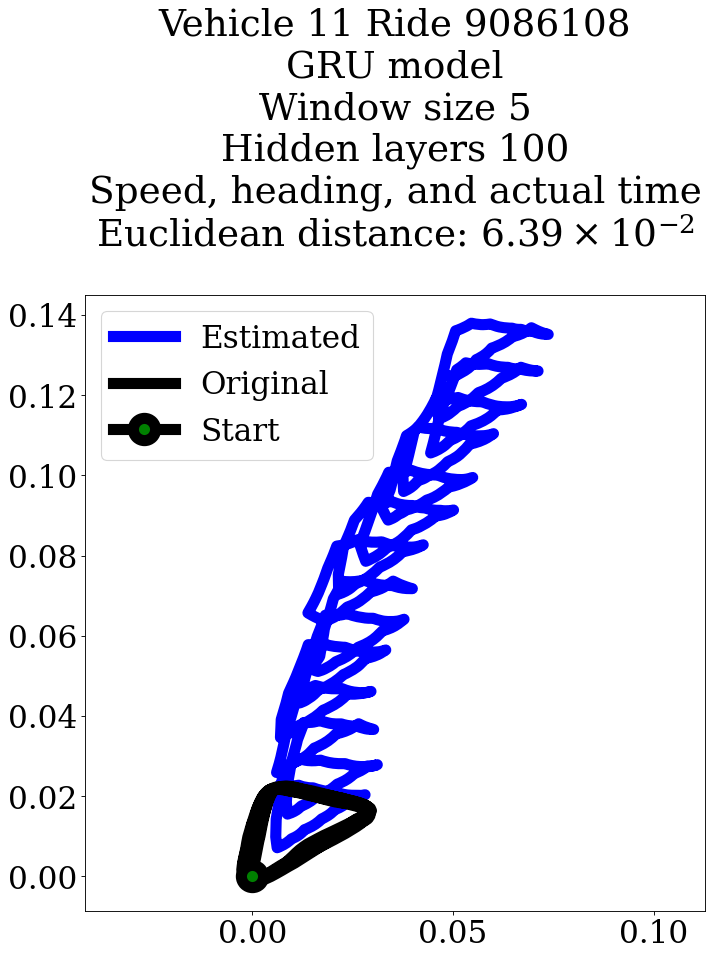 Vehicle 11 Ride 9086108
GRU model
Window size 5
Hidden layers 100
Speed, heading, and actual time
Euclidean distance: 6.39 × 10⁻²
Estimated
Original
Start
0.14
0.12
0.10
0.08
0.06
0.04
0.02
0.00
0.00 0.05 0.10